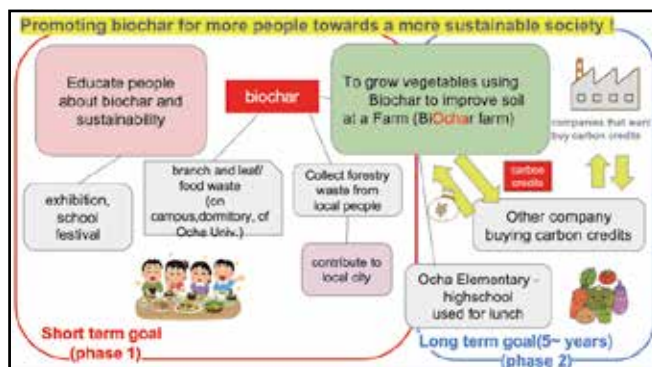 Promoting biochar for more people towards a more sustainable society !
Educate people
about biochar and
sustainability
biochar
To grow vegetables using
Biochar to improve soil
at a Farm (BiOchar farm)
companies that want
buy carbon credits
branch and leaf/
food waste
(on
campus,dormitory, of
Ocha Univ.)
Collect forestry
waste from
local people
carbon
credits
exhibition,
school
festival
Other company
buying carbon credits
contribute to
local city
Ocha Elementary -
highschool
used for lunch
Short term goal
(phase 1)
Long term goal(5~ years)
(phase 2)